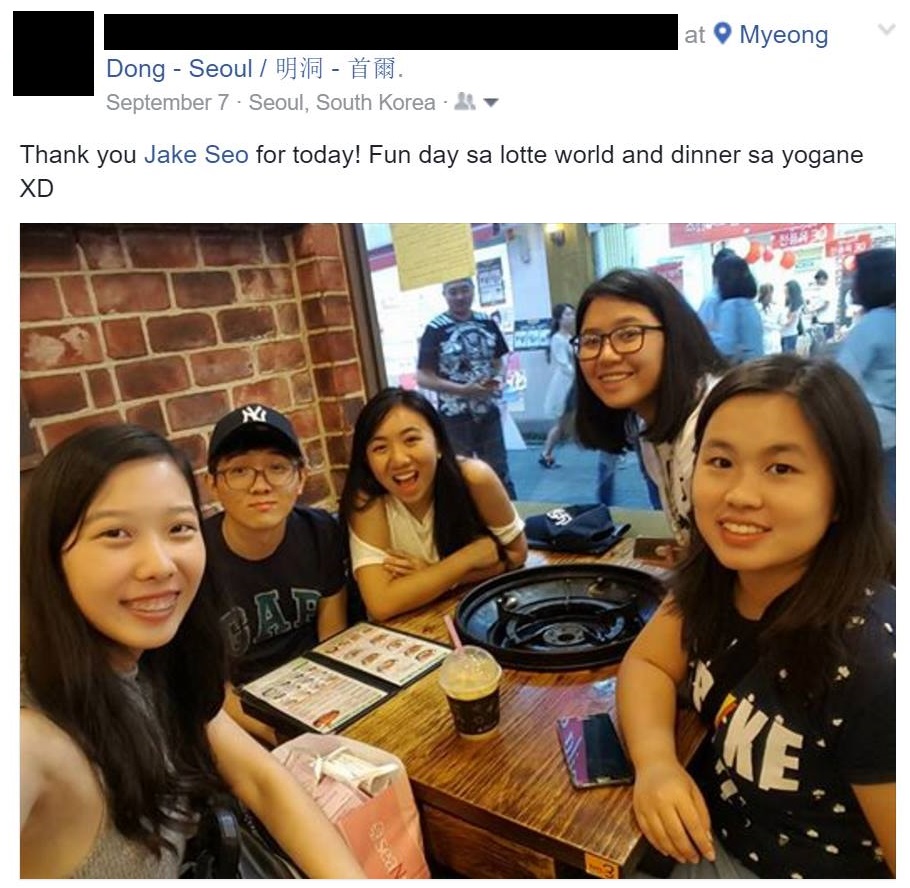 at Myeong
Dong - Seoul / 明洞 - 首爾.
September 7 · Seoul, South Korea ·
Thank you Jake Seo for today! Fun day sa lotte world and dinner sa yogane
XD
NY
GAP
KE
3